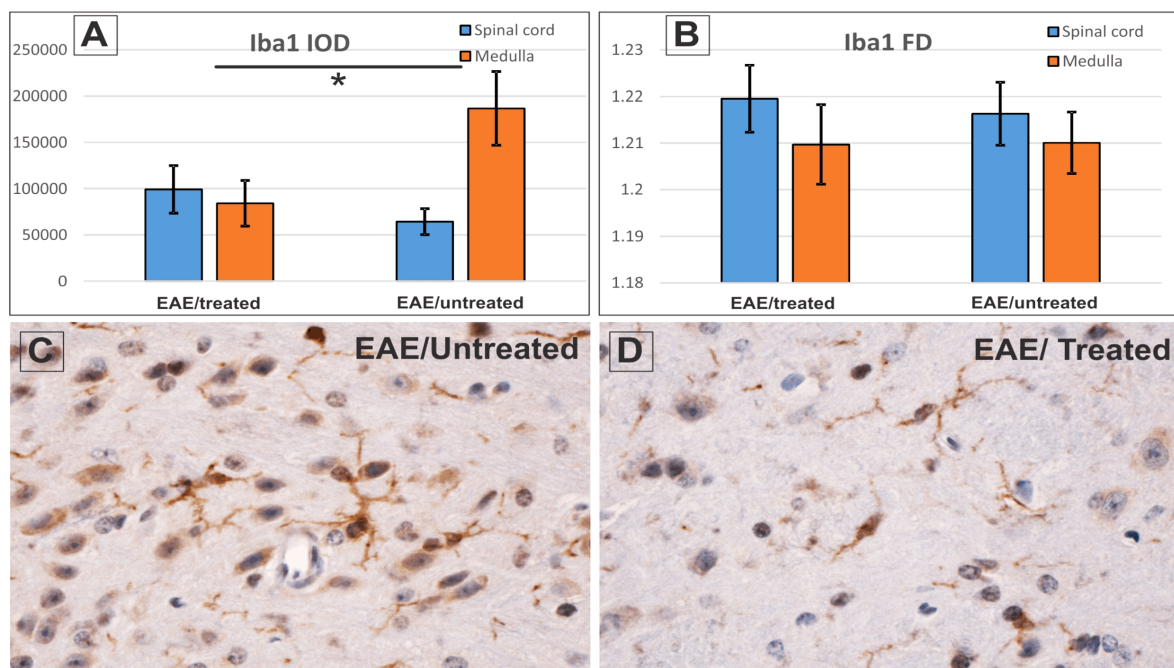 A
Iba1 IOD
Spinal cord
Medulla
*
250000
200000
150000
100000
50000
0
EAE/treated
EAE/untreated
B
Iba1 FD
Spinal cord
Medulla
1.23
1.22
1.21
1.2
1.19
1.18
EAE/treated
EAE/untreated
C
EAE/Untreated
D
EAE/ Treated